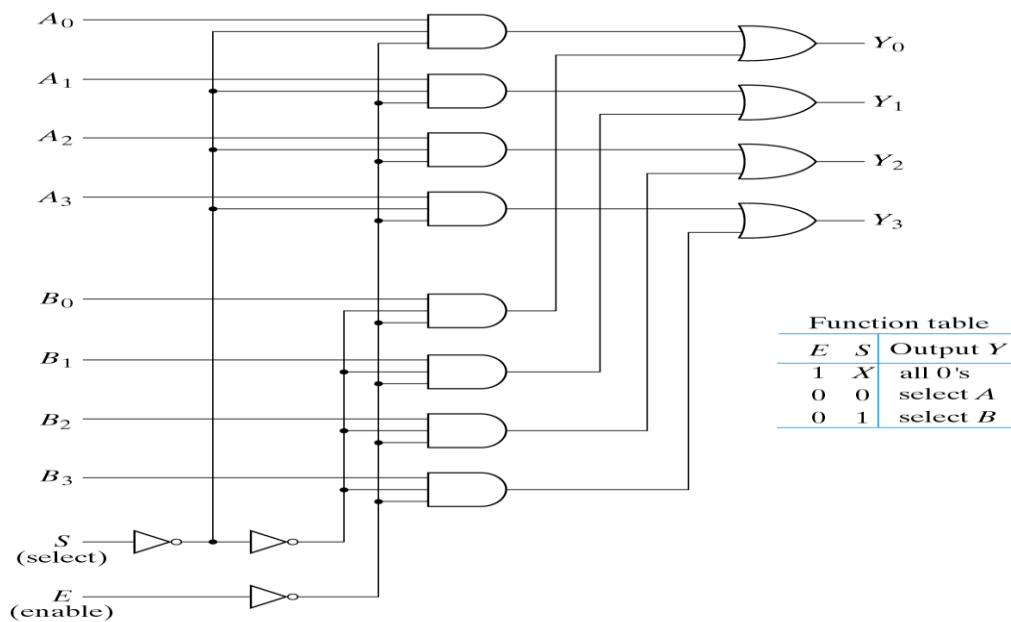 A0
Y0
A1
Y1
A2
Y2
A3
Y3
B0
Function table
E S Output Y
B1
1 X all 0's
0 0 select A
B2
0 1 select B
B3
S
(select)
E
(enable)